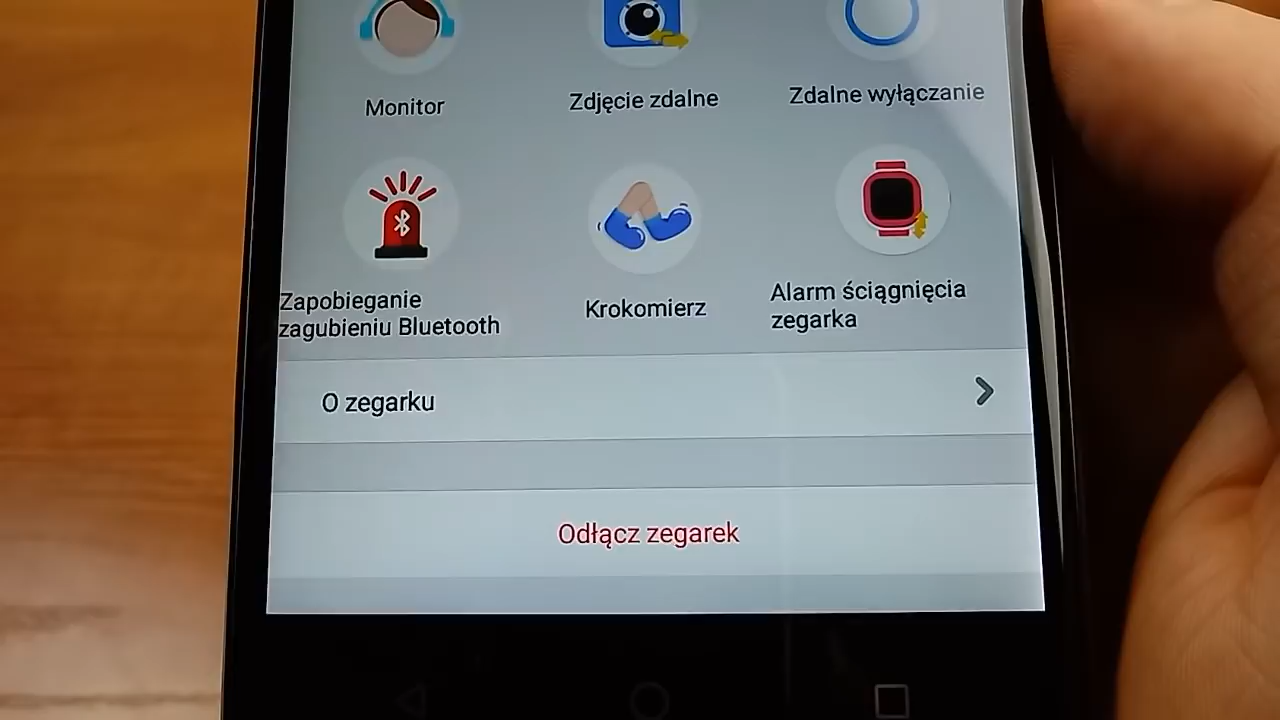 Monitor
Zdjęcie zdalne
Zdalne wyłączanie
Zapobieganie
zagubieniu Bluetooth
Krokomierz
Alarm ściągnięcia
zegarka
O zegarku
Odłącz zegarek